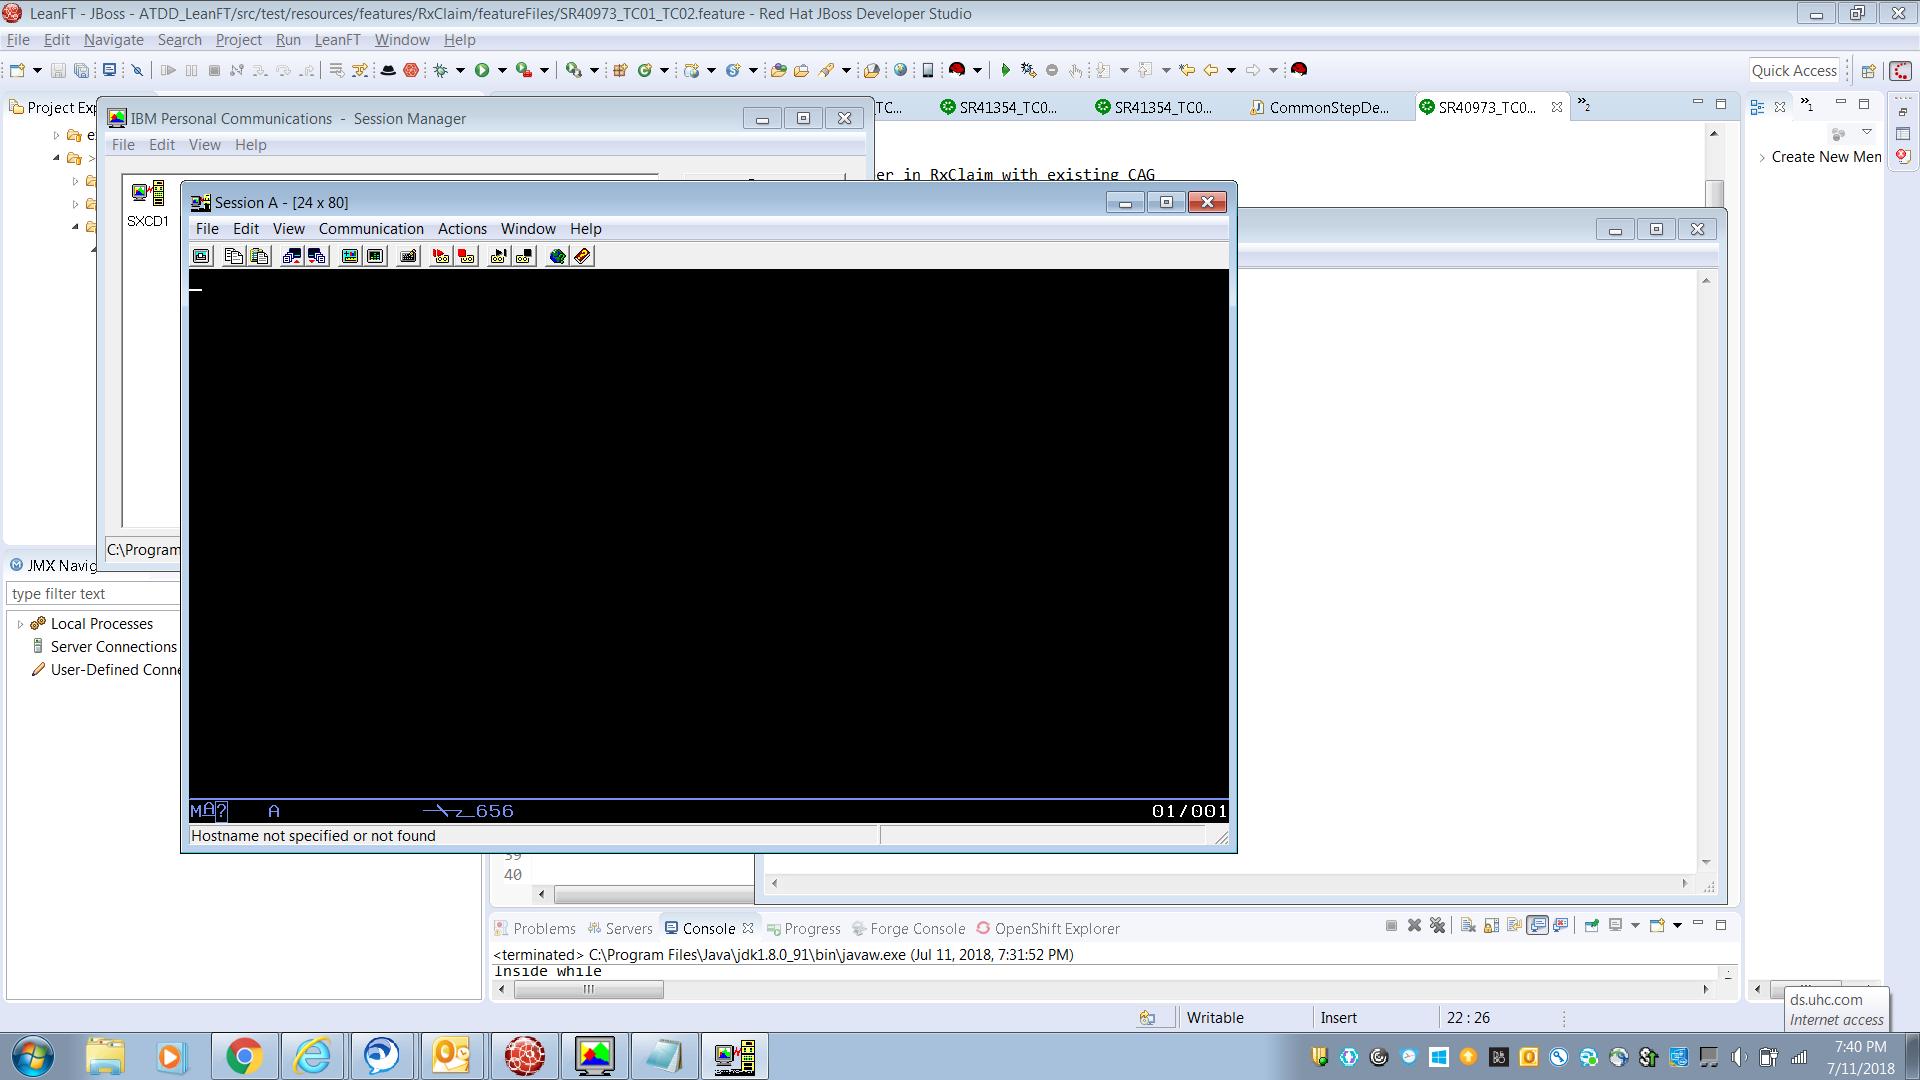 LeanFT - JBoss - ATDD_LeanFT/src/test/resources/features/RxClaim/featureFiles/SR40973_TC01_TC02.feature - Red Hat JBoss Developer Studio
File Edit Navigate Search Project Run LeanFT Window Help
Quick Access
Project Exp
TC...
SR41354_TC0...
SR41354_TC0...
CommonStepDe...
SR40973_TC0...
»2
»1
IBM Personal Communications - Session Manager
File Edit View Help
Create New Mer
er in RxClaim with existing CAG
SXCD1
Session A - [24 x 80]
File Edit View Communication Actions Window Help
C:\Program
JMX Navig
type filter text
Local Processes
Server Connections
User-Defined Conne
MA? A 656 01/001
Hostname not specified or not found
39
40
Problems Servers Console Progress Forge Console OpenShift Explorer
<terminated> C:\Program Files\Java\jdk1.8.0_91\bin\javaw.exe (Jul 11, 2018, 7:31:52 PM)
Inside while
ds.uhc.com
Internet access
Writable Insert 22 : 26
7:40 PM
7/11/2018